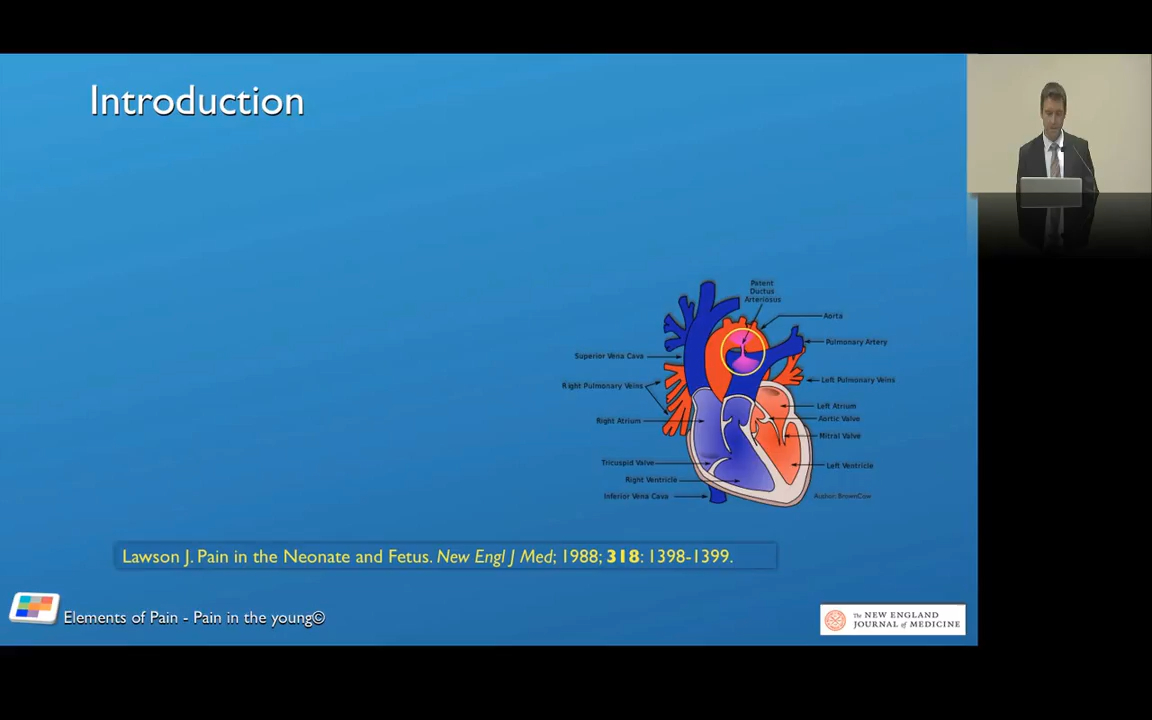 Introduction
Patent
Ductus
Arteriosus
Aorta
Pulmonary Artery
Superior Vena Cava
Left Pulmonary Veins
Right Pulmonary Veins
Left Atrium
Aortic Valve
Right Atrium
Mitral Valve
Tricuspid Valve
Left Ventricle
Right Ventricle
Inferior Vena Cava
Author: BrownCow
Lawson J. Pain in the Neonate and Fetus. New Engl J Med; 1988; 318: 1398-1399.
Elements of Pain - Pain in the young©
The NEW ENGLAND
JOURNAL of MEDICINE